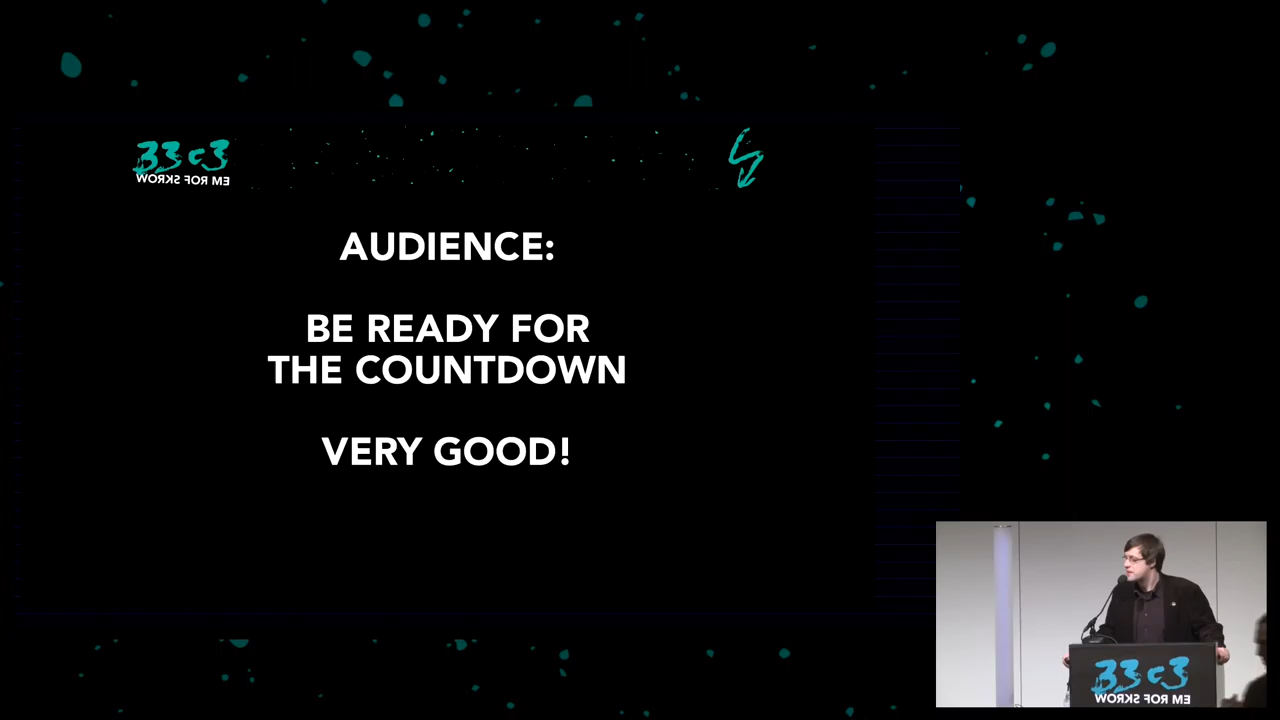 33C3
WORKS FOR ME
AUDIENCE:
BE READY FOR
THE COUNTDOWN
VERY GOOD!
33C3
WORKS FOR ME